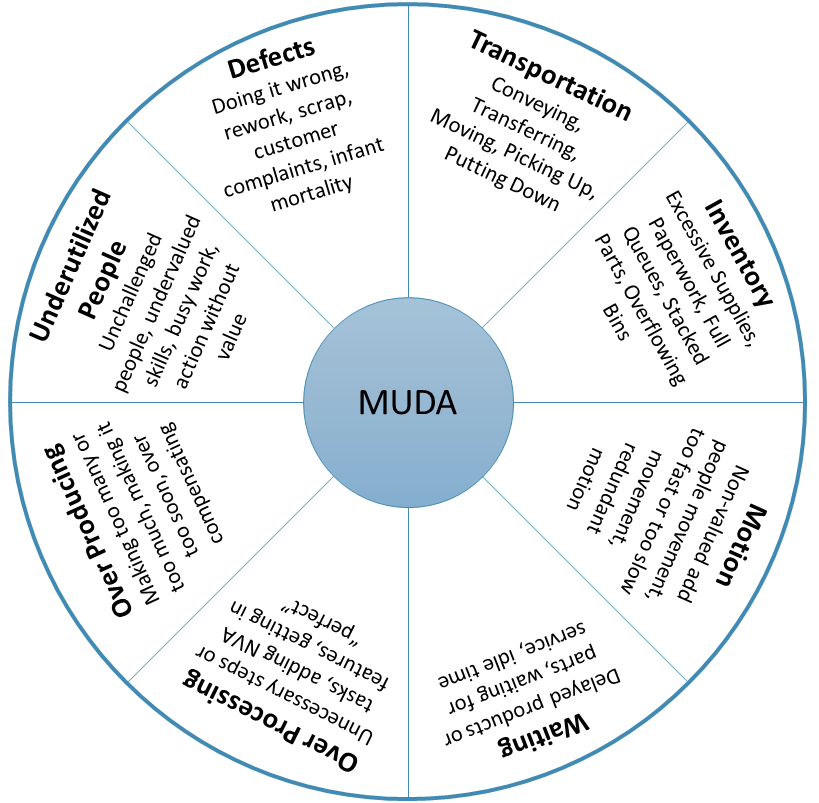 Transportation
Conveying,
Transferring,
Moving, Picking Up,
Putting Down
Inventory
Excessive Supplies,
Paperwork, Full
Queues, Stacked
Parts, Overflowing
Bins
Motion
Non-valued add
people movement,
too fast or too slow
movement,
redundant
motion
Waiting
Delayed products or
parts, waiting for
service, idle time
Over Processing
Unnecessary steps or
tasks, adding NVA
features, getting in
“perfect”
Over Producing
Making too many or
too much, making it
too soon, over
compensating
Underutilized
People
Unchallenged
people, undervalued
skills, busy work,
action without
value
Defects
Doing it wrong,
rework, scrap,
customer
complaints, infant
mortality
MUDA